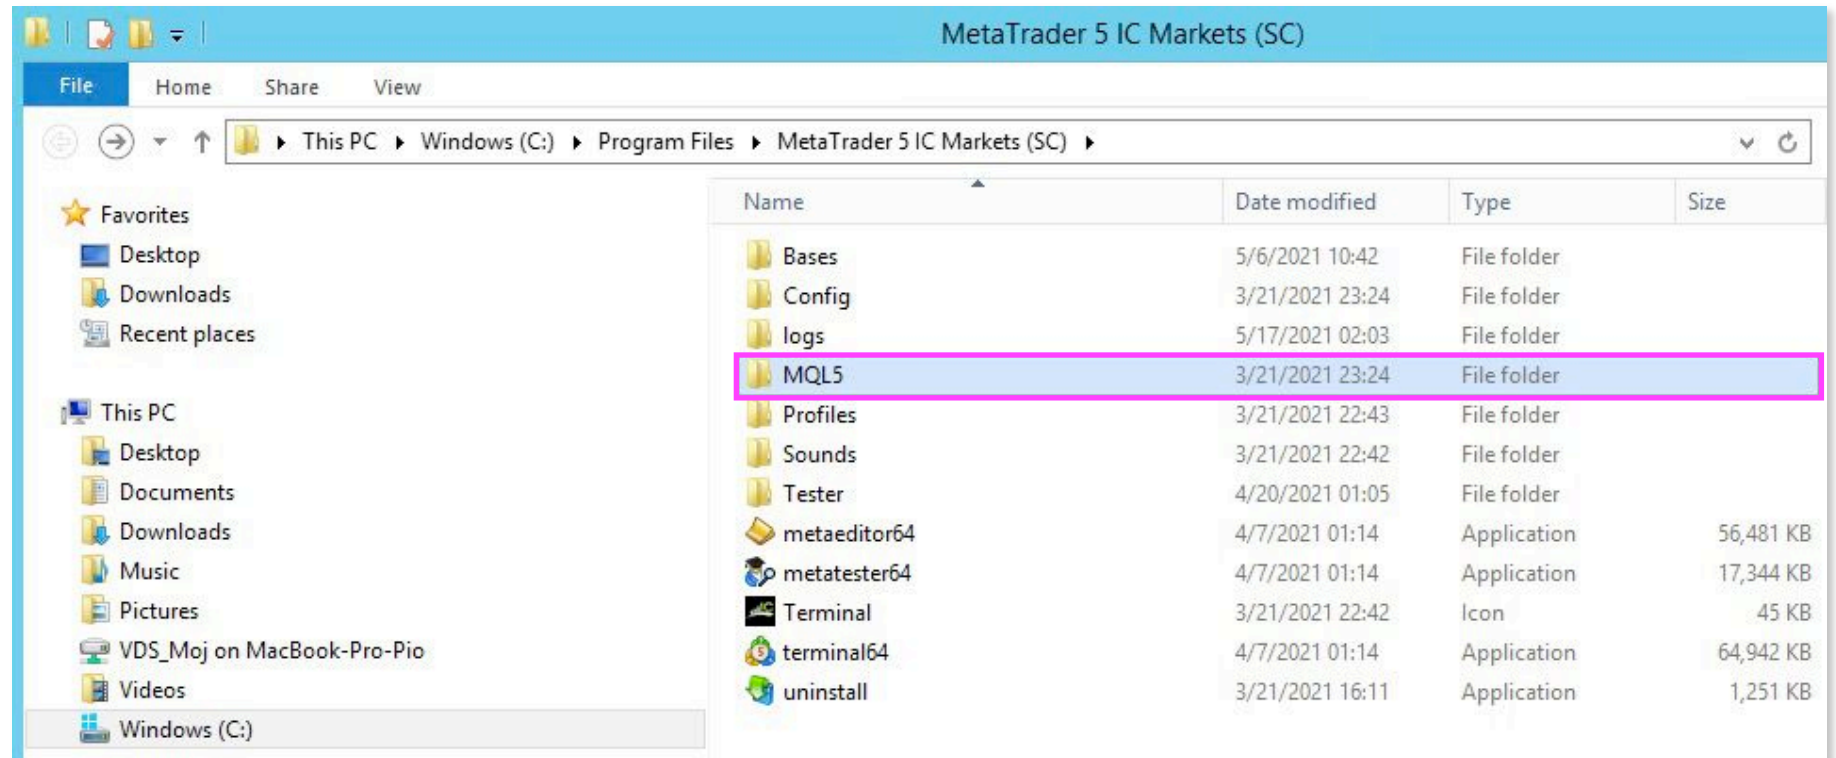 MetaTrader 5 IC Markets (SC)
File Home Share View
This PC Windows (C:) Program Files MetaTrader 5 IC Markets (SC)
Favorites
Desktop
Downloads
Recent places
This PC
Desktop
Documents
Downloads
Music
Pictures
VDS_Moj on MacBook-Pro-Pio
Videos
Windows (C:)
Name Date modified Type Size
Bases 5/6/2021 10:42 File folder
Config 3/21/2021 23:24 File folder
logs 5/17/2021 02:03 File folder
MQL5 3/21/2021 23:24 File folder
Profiles 3/21/2021 22:43 File folder
Sounds 3/21/2021 22:42 File folder
Tester 4/20/2021 01:05 File folder
metaeditor64 4/7/2021 01:14 Application 56,481 KB
metatester64 4/7/2021 01:14 Application 17,344 KB
Terminal 3/21/2021 22:42 Icon 45 KB
terminal64 4/7/2021 01:14 Application 64,942 KB
uninstall 3/21/2021 16:11 Application 1,251 KB